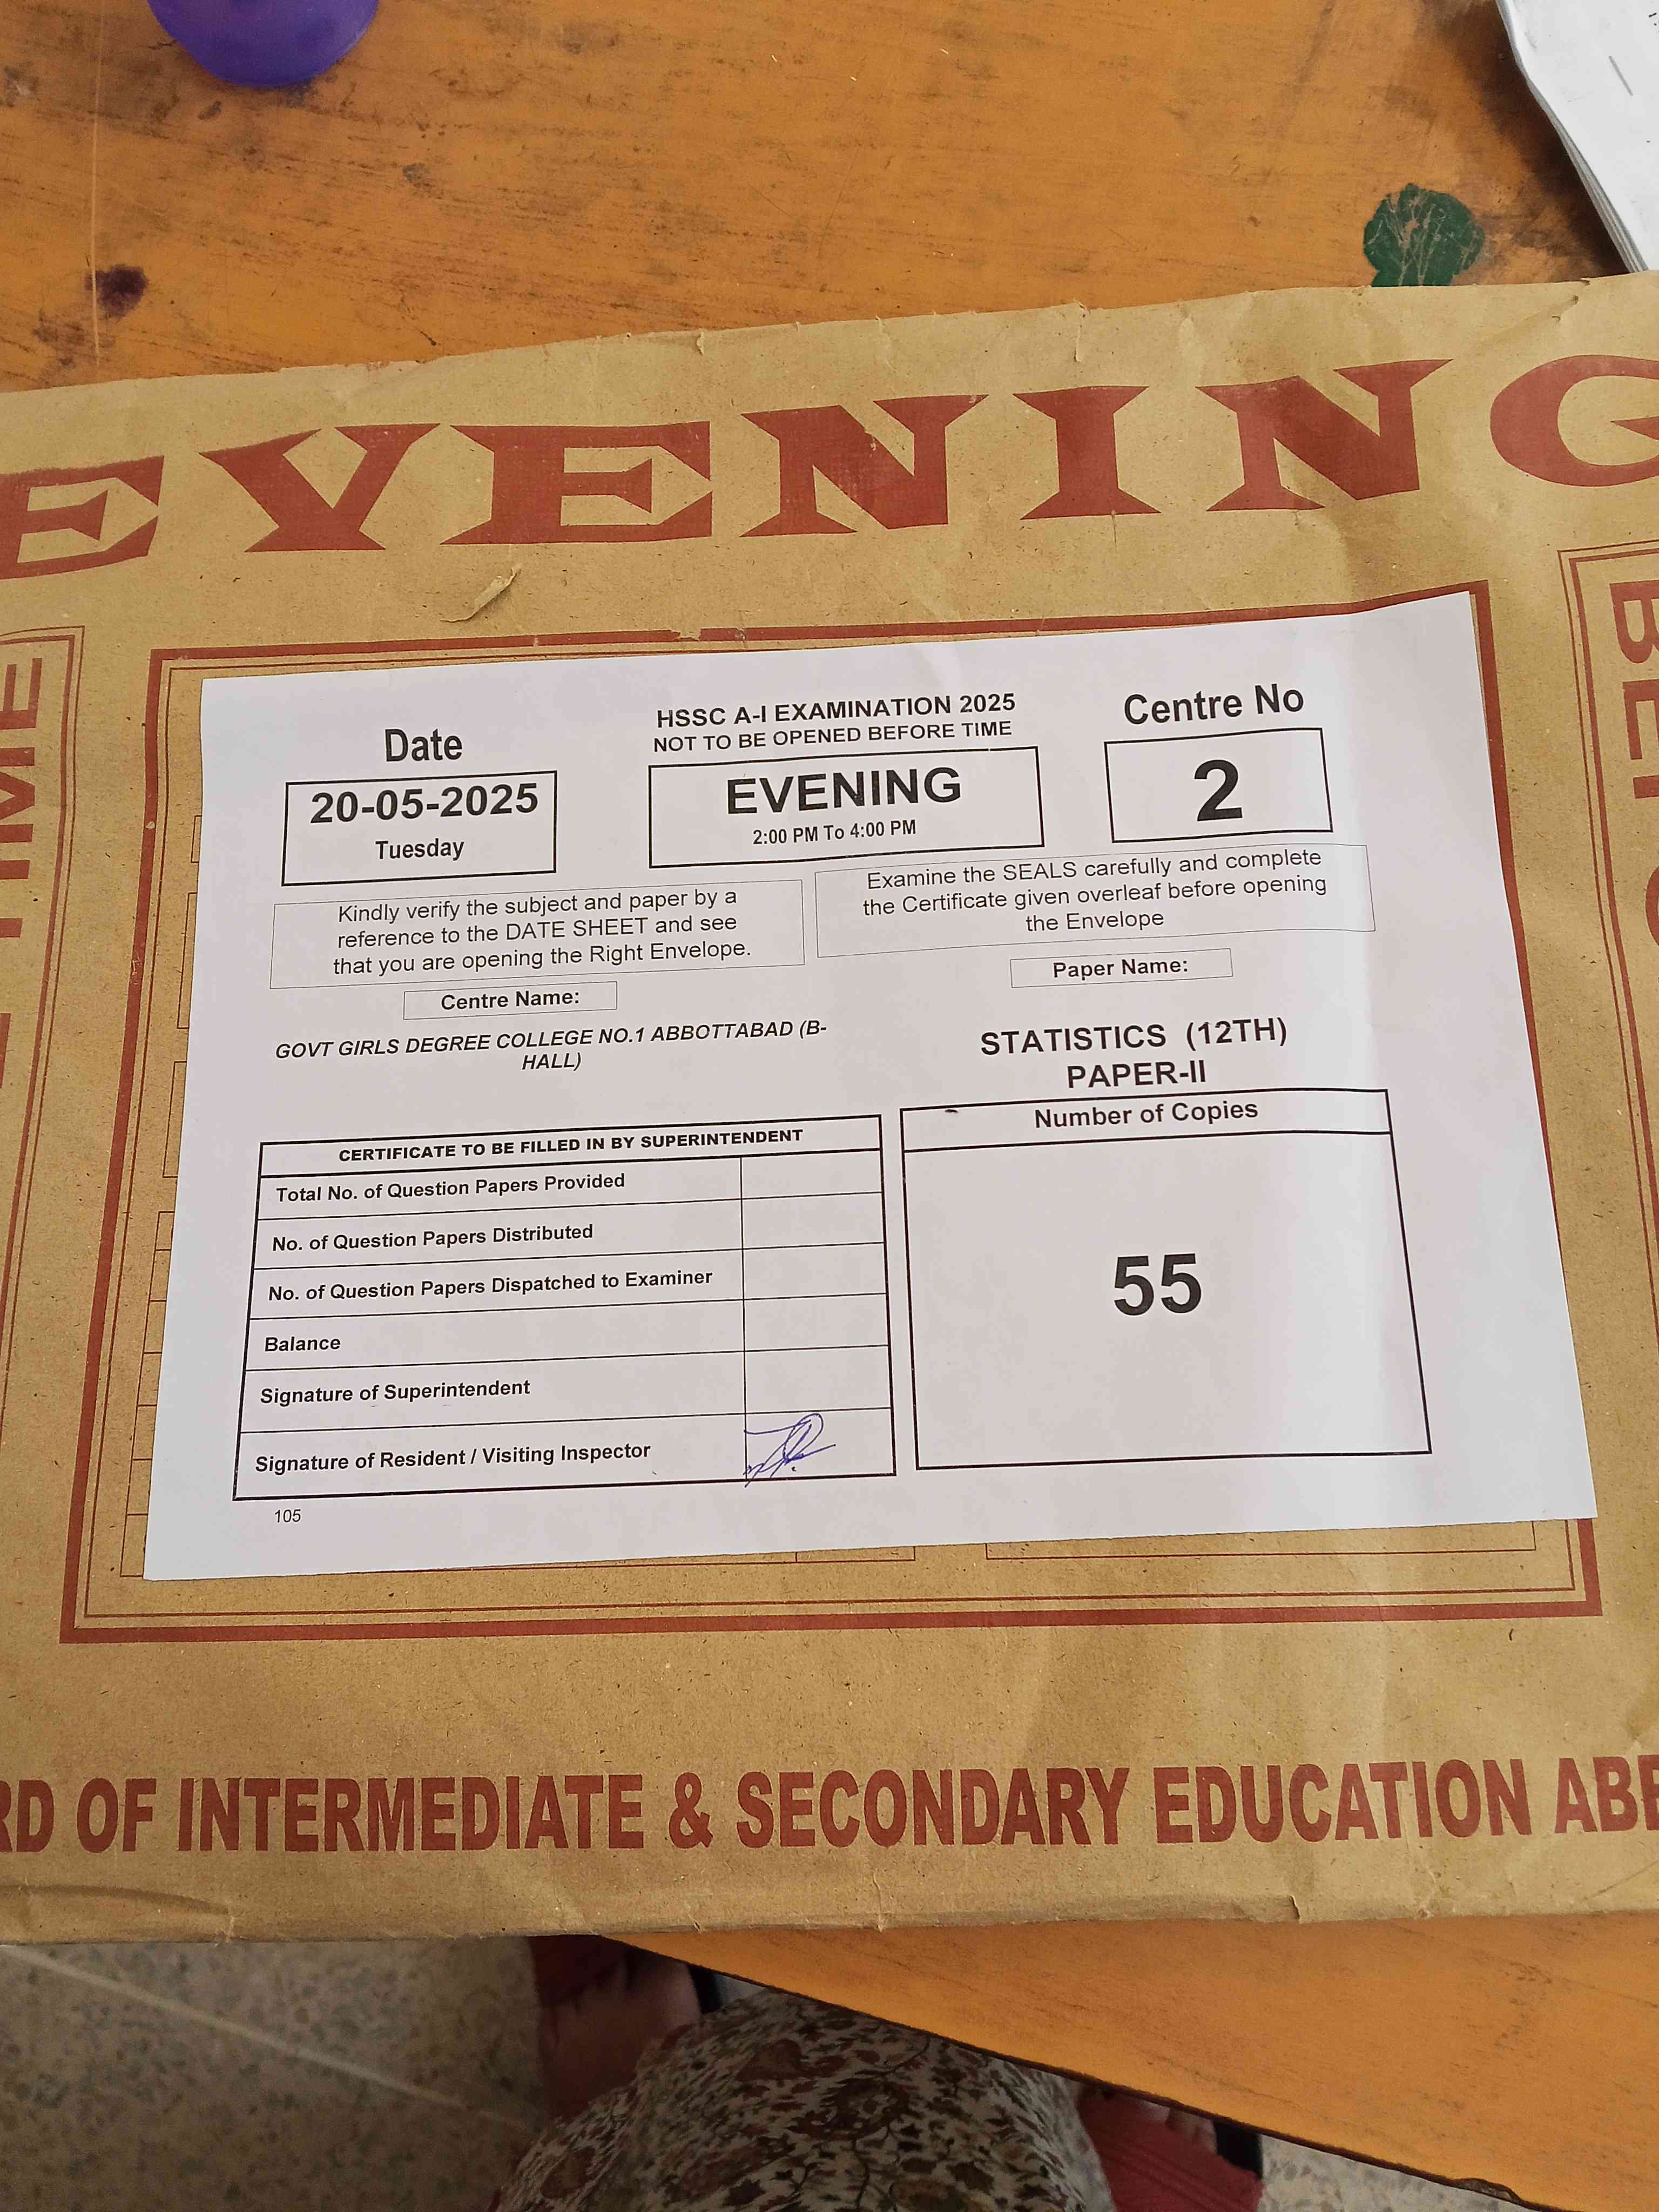 EVENING
TIME
BEFO
Date
20-05-2025
Tuesday
HSSC A-I EXAMINATION 2025
NOT TO BE OPENED BEFORE TIME
EVENING
2:00 PM To 4:00 PM
Centre No
2
Kindly verify the subject and paper by a
reference to the DATE SHEET and see
that you are opening the Right Envelope.
Examine the SEALS carefully and complete
the Certificate given overleaf before opening
the Envelope
Centre Name:
GOVT GIRLS DEGREE COLLEGE NO.1 ABBOTTABAD (B-
HALL)
Paper Name:
STATISTICS (12TH)
PAPER-II
CERTIFICATE TO BE FILLED IN BY SUPERINTENDENT
Total No. of Question Papers Provided
No. of Question Papers Distributed
No. of Question Papers Dispatched to Examiner
Balance
Signature of Superintendent
Signature of Resident / Visiting Inspector
Number of Copies
55
105
RD OF INTERMEDIATE & SECONDARY EDUCATION ABB